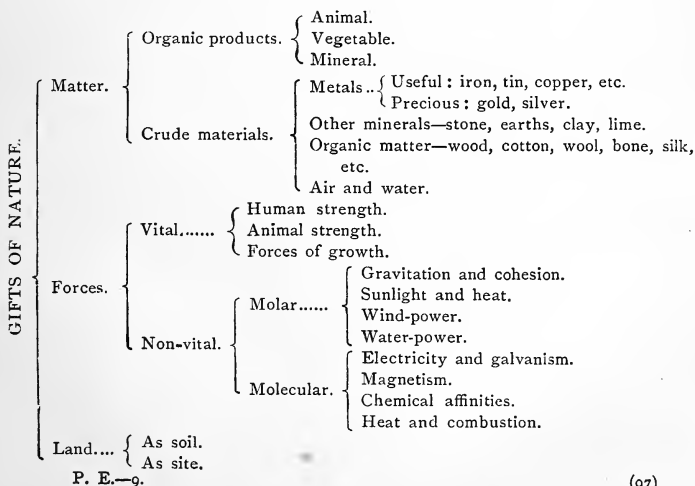 GIFTS OF NATURE.
Matter.
Organic products.
Animal.
Vegetable.
Mineral.
Crude materials.
Metals..
Useful: iron, tin, copper, etc.
Precious: gold, silver.
Other minerals—stone, earths, clay, lime.
Organic matter—wood, cotton, wool, bone, silk,
etc.
Air and water.
Forces.
Vital.......
Human strength.
Animal strength.
Forces of growth.
Non-vital.
Molar......
Gravitation and cohesion.
Sunlight and heat.
Wind-power.
Water-power.
Molecular.
Electricity and galvanism.
Magnetism.
Chemical affinities.
Heat and combustion.
Land....
As soil.
As site.
P. E.—9.
(97)